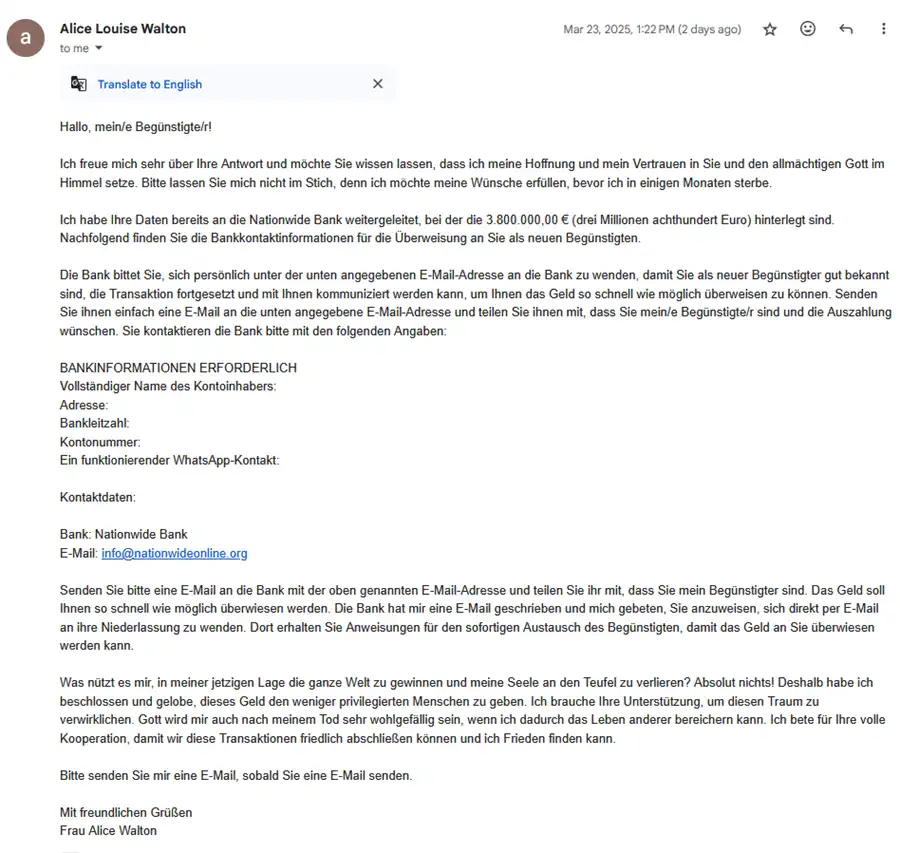 a
Alice Louise Walton
Mar 23, 2025, 1:22 PM (2 days ago)
to me
Translate to English
Hallo, mein/e Begünstigte/r!
Ich freue mich sehr über Ihre Antwort und möchte Sie wissen lassen, dass ich meine Hoffnung und mein Vertrauen in Sie und den allmächtigen Gott im
Himmel setze. Bitte lassen Sie mich nicht im Stich, denn ich möchte meine Wünsche erfüllen, bevor ich in einigen Monaten sterbe.
Ich habe Ihre Daten bereits an die Nationwide Bank weitergeleitet, bei der die 3.800.000,00 € (drei Millionen achthundert Euro) hinterlegt sind.
Nachfolgend finden Sie die Bankkontaktinformationen für die Überweisung an Sie als neuen Begünstigten.
Die Bank bittet Sie, sich persönlich unter der unten angegebenen E-Mail-Adresse an die Bank zu wenden, damit Sie als neuer Begünstigter gut bekannt
sind, die Transaktion fortgesetzt und mit Ihnen kommuniziert werden kann, um Ihnen das Geld so schnell wie möglich überweisen zu können. Senden
Sie ihnen einfach eine E-Mail an die unten angegebene E-Mail-Adresse und teilen Sie ihnen mit, dass Sie mein/e Begünstigte/r sind und die Auszahlung
wünschen. Sie kontaktieren die Bank bitte mit den folgenden Angaben:
BANKINFORMATIONEN ERFORDERLICH
Vollständiger Name des Kontoinhabers:
Adresse:
Bankleitzahl:
Kontonummer:
Ein funktionierender WhatsApp-Kontakt:
Kontaktdaten:
Bank: Nationwide Bank
E-Mail: info@nationwideonline.org
Senden Sie bitte eine E-Mail an die Bank mit der oben genannten E-Mail-Adresse und teilen Sie ihr mit, dass Sie mein Begünstigter sind. Das Geld soll
Ihnen so schnell wie möglich überwiesen werden. Die Bank hat mir eine E-Mail geschrieben und mich gebeten, Sie anzuweisen, sich direkt per E-Mail
an ihre Niederlassung zu wenden. Dort erhalten Sie Anweisungen für den sofortigen Austausch des Begünstigten, damit das Geld an Sie überwiesen
werden kann.
Was nützt es mir, in meiner jetzigen Lage die ganze Welt zu gewinnen und meine Seele an den Teufel zu verlieren? Absolut nichts! Deshalb habe ich
beschlossen und gelobe, dieses Geld den weniger privilegierten Menschen zu geben. Ich brauche Ihre Unterstützung, um diesen Traum zu
verwirklichen. Gott wird mir auch nach meinem Tod sehr wohlgefällig sein, wenn ich dadurch das Leben anderer bereichern kann. Ich bete für Ihre volle
Kooperation, damit wir diese Transaktionen friedlich abschließen können und ich Frieden finden kann.
Bitte senden Sie mir eine E-Mail, sobald Sie eine E-Mail senden.
Mit freundlichen Grüßen
Frau Alice Walton